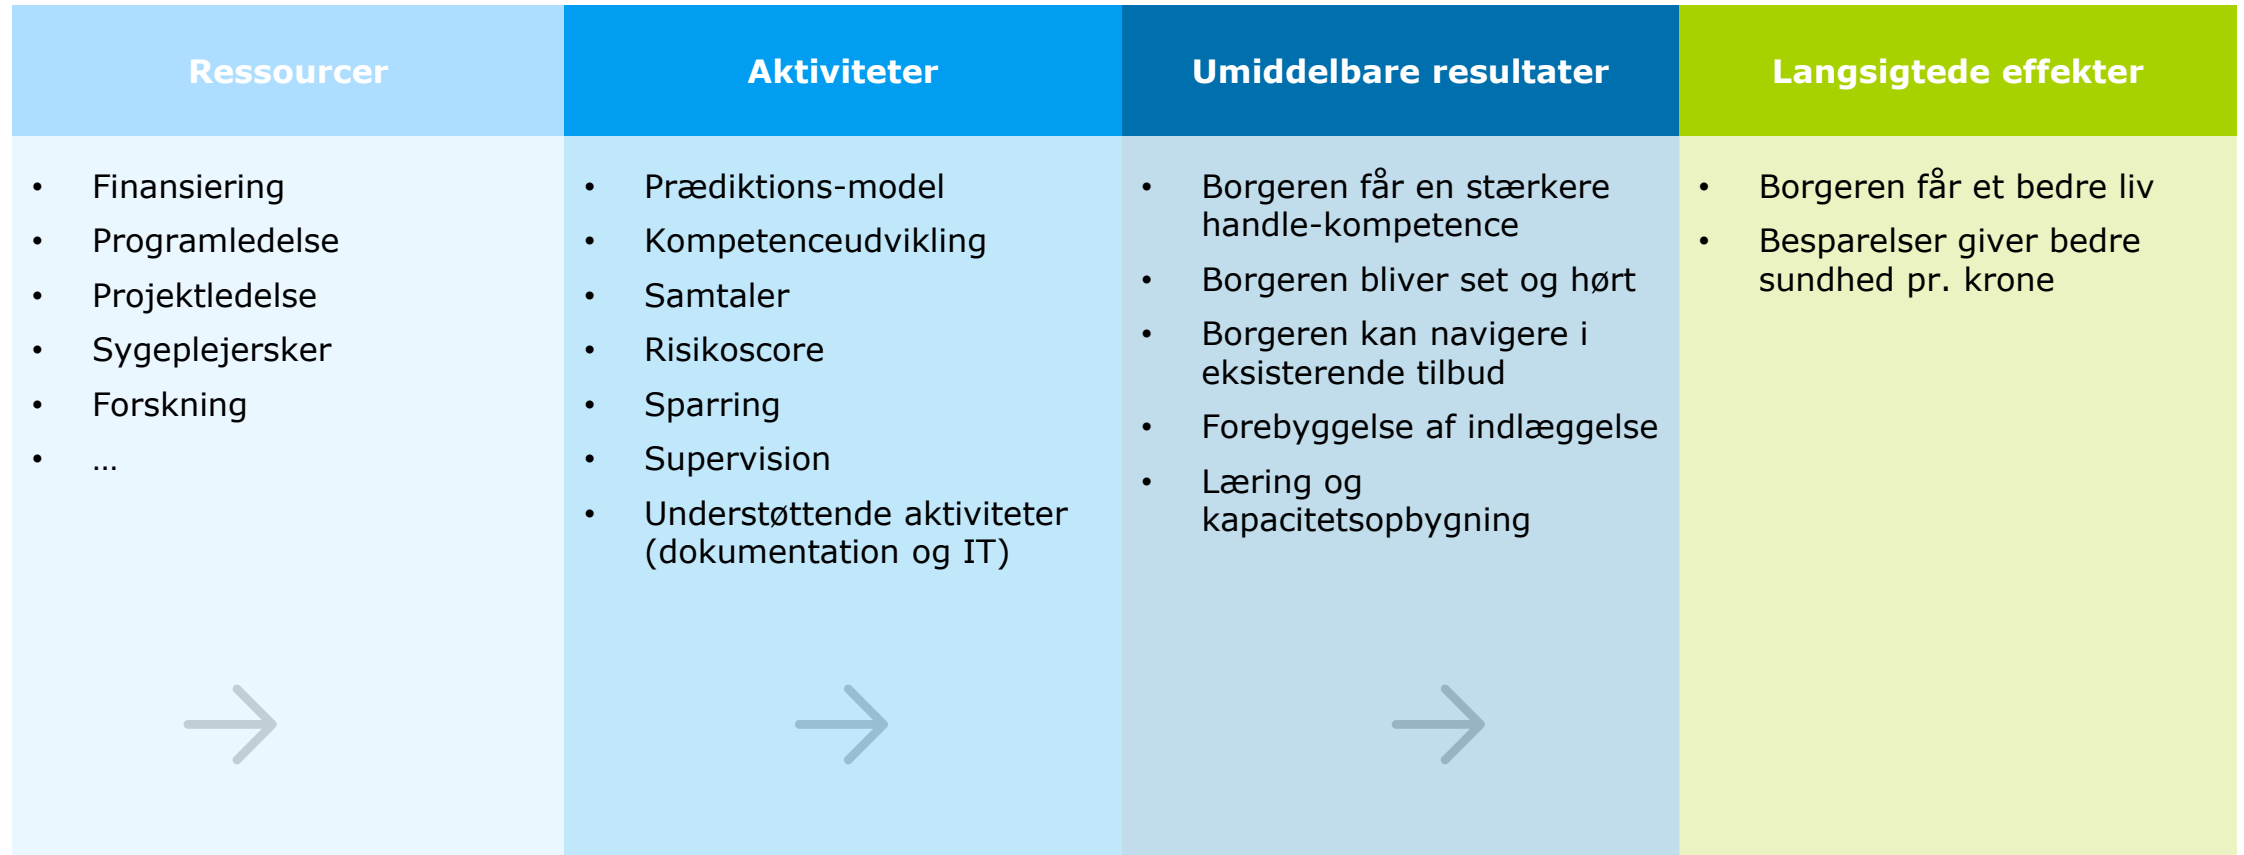 Ressourcer
Aktiviteter
Umiddelbare resultater
Langsigtede effekter
• Finansiering
• Programledelse
• Projektledelse
• Sygeplejersker
• Forskning
• …
• Prædiktions-model
• Kompetenceudvikling
• Samtaler
• Risikoscore
• Sparring
• Supervision
• Understøttende aktiviteter
(dokumentation og IT)
• Borgeren får en stærkere
handle-kompetence
• Borgeren bliver set og hørt
• Borgeren kan navigere i
eksisterende tilbud
• Forebyggelse af indlæggelse
• Læring og
kapacitetsopbygning
• Borgeren får et bedre liv
• Besparelser giver bedre
sundhed pr. krone